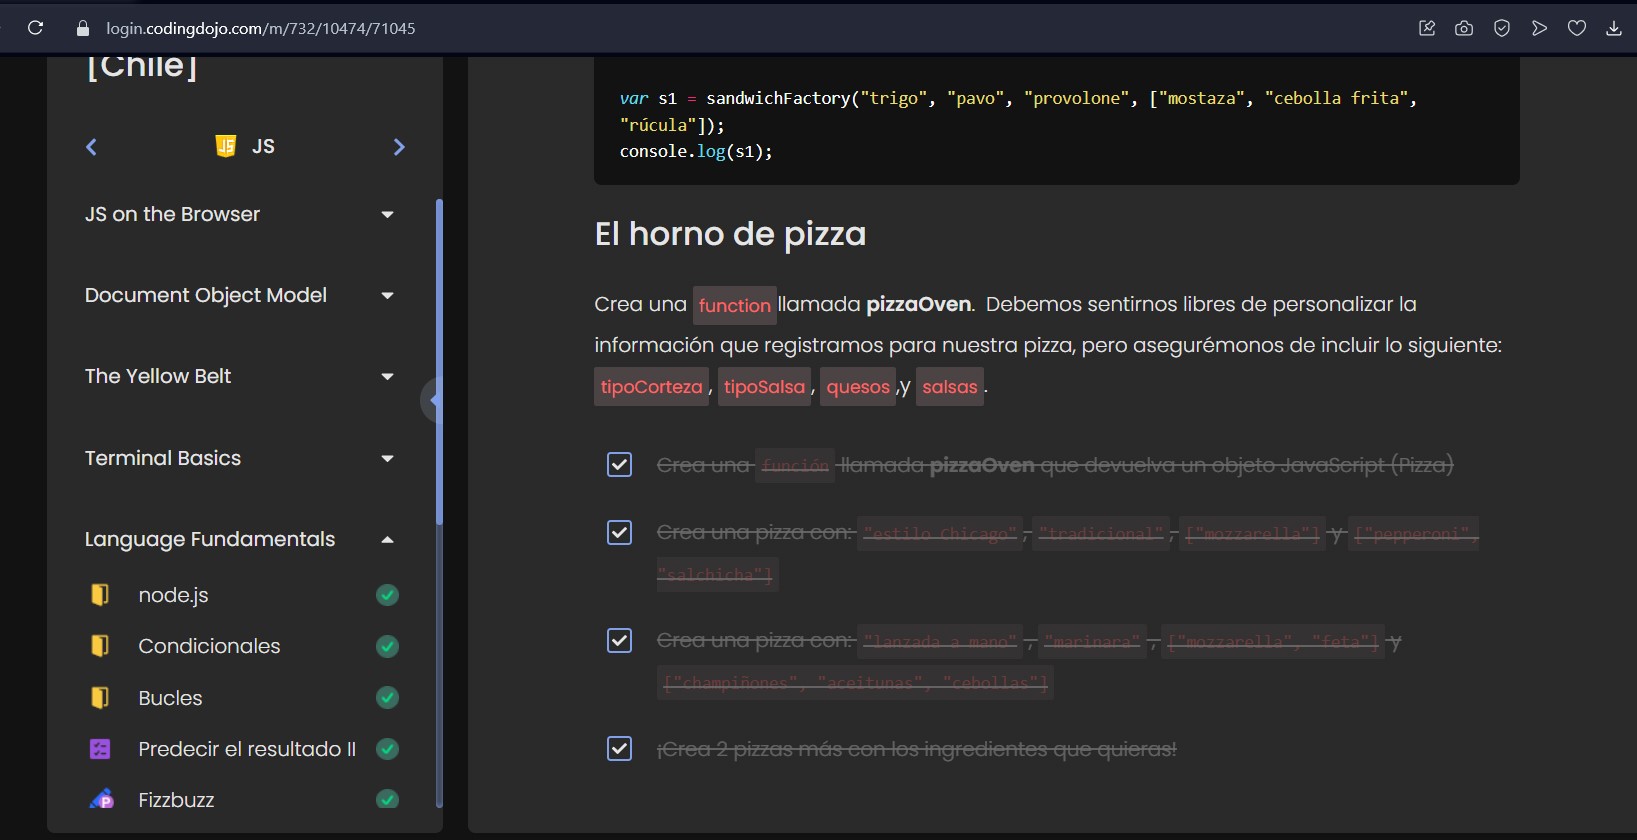 login.codingdojo.com/m/732/10474/71045
[Chile]
JS
JS on the Browser
Document Object Model
The Yellow Belt
Terminal Basics
Language Fundamentals
node.js
Condicionales
Bucles
Predecir el resultado II
Fizzbuzz
var s1 = sandwichFactory("trigo", "pavo", "provolone", ["mostaza", "cebolla frita",
"rúcula"]);
console.log(s1);
El horno de pizza
Crea una function llamada pizzaOven. Debemos sentirnos libres de personalizar la
información que registramos para nuestra pizza, pero asegurémonos de incluir lo siguiente:
tipoCorteza, tipoSalsa, quesos,y salsas.
Crea una función llamada pizzaOven que devuelva un objeto JavaScript (Pizza)
Crea una pizza con: "estilo Chicago", "tradicional", ["mozzarella"] y ["pepperoni",
"salchicha"]
Crea una pizza con: "lanzada a mano", "marinara", ["mozzarella", "feta"] y
["champiñones", "aceitunas", "cebollas"]
¡Crea 2 pizzas más con los ingredientes que quieras!